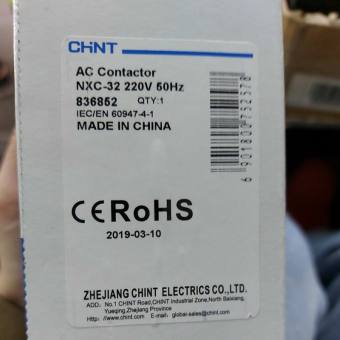 CHNT
AC Contactor
NXC-32 220V 50Hz
836852 QTY:1
IEC/EN 60947-4-1
MADE IN CHINA
CE RoHS
2019-03-10
ZHEJIANG CHINT ELECTRICS CO.,LTD.
ADD: No.1 CHINT Road,CHINT Industrial Zone,North Baixiang,
Yueqing,Zhejiang Province
Http://www.chint.com E-mail: global-sales@chint.com